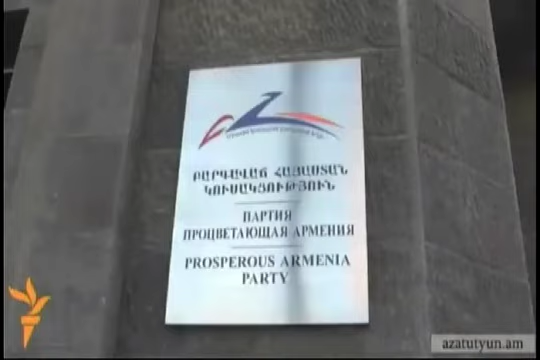 ԲԱՐԳԱՎԱՃ ՀԱՅԱՍՏԱՆ
ԿՈՒՍԱԿՑՈՒԹՅՈՒՆ
ПАРТИЯ
ПРОЦВЕТАЮЩАЯ АРМЕНИЯ
PROSPEROUS ARMENIA
PARTY
azatutyun.am